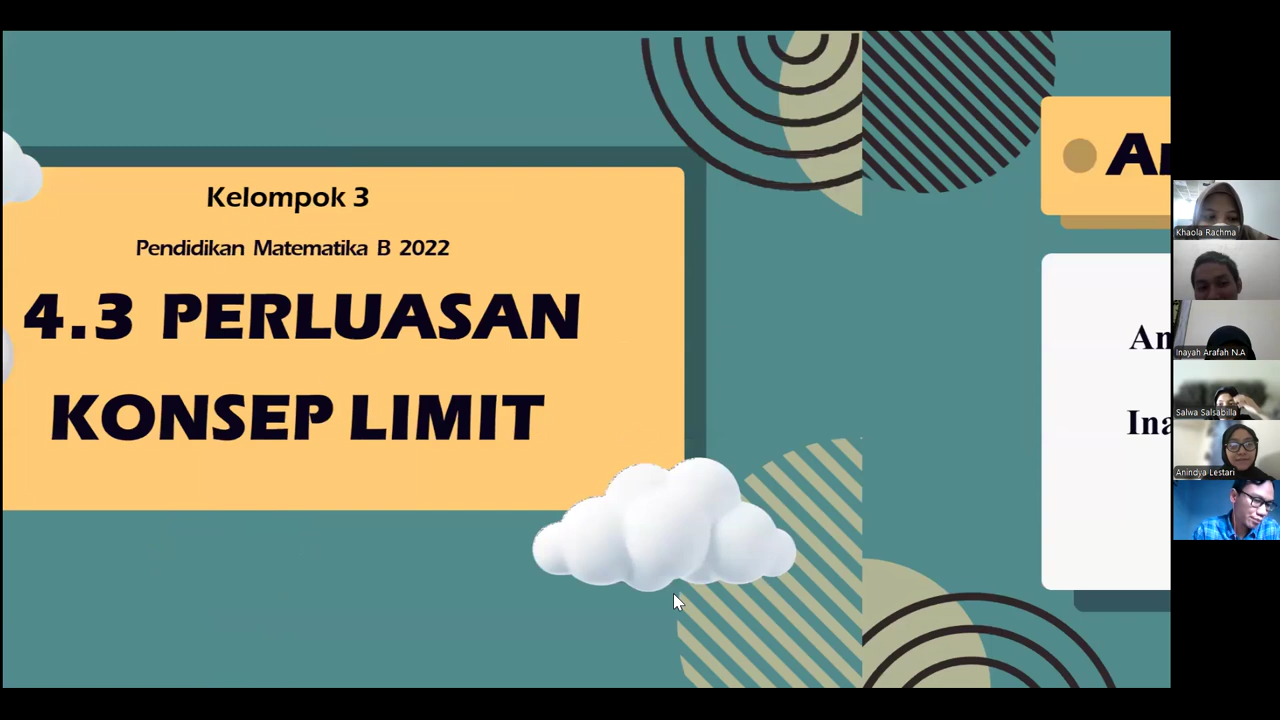 Kelompok 3
Pendidikan Matematika B 2022
4.3 PERLUASAN
KONSEP LIMIT
Khaola Rachma
Inayah Arafah N.A
Salwa Salsabilla
Anindya Lestari